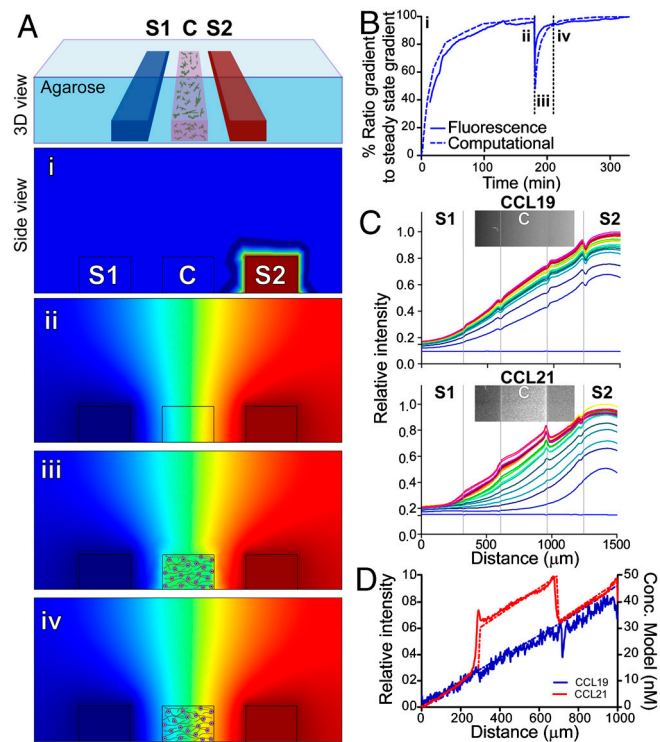 A
S1 C S2
3D view
Agarose
Side view
i
S1 C S2
ii
iii
iv
B
% Ratio gradient
to steady state gradient
100
80
60
40
20
0
i
ii
iv
iii
Fluorescence
Computational
0 100 200 300
Time (min)
C
CCL19
S1 C S2
Relative intensity
1.0
0.8
0.6
0.4
0.2
0.0
CCL21
S1 C S2
Relative intensity
1.0
0.8
0.6
0.4
0.2
0.0
0 500 1000 1500
Distance (μm)
D
Relative intensity
10
08
06
04
02
00
CCL19
CCL21
50
40
30
20
10
0
Conc. Model (nM)
0 200 400 600 800 1000
Distance (μm)